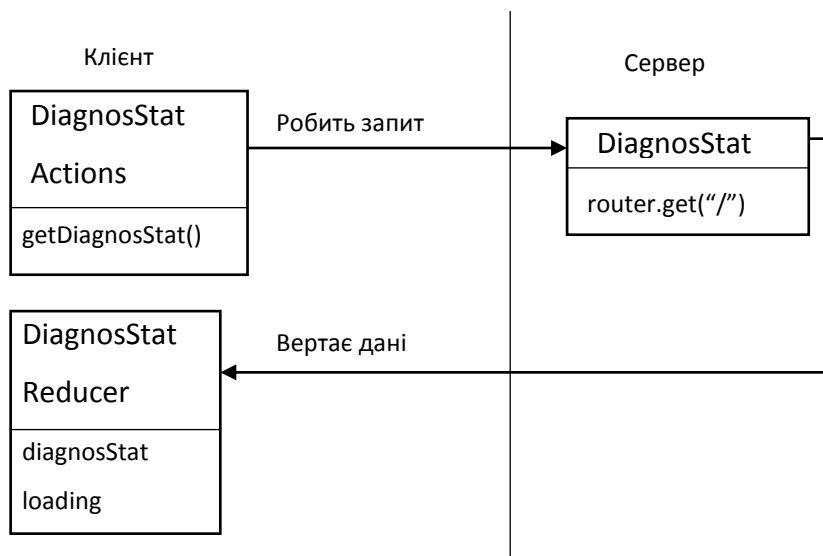 Клієнт
Сервер
DiagnosStat
Actions
getDiagnosStat()
Робить запит
DiagnosStat
router.get(“/”)
DiagnosStat
Reducer
diagnosStat
loading
Вертає дані